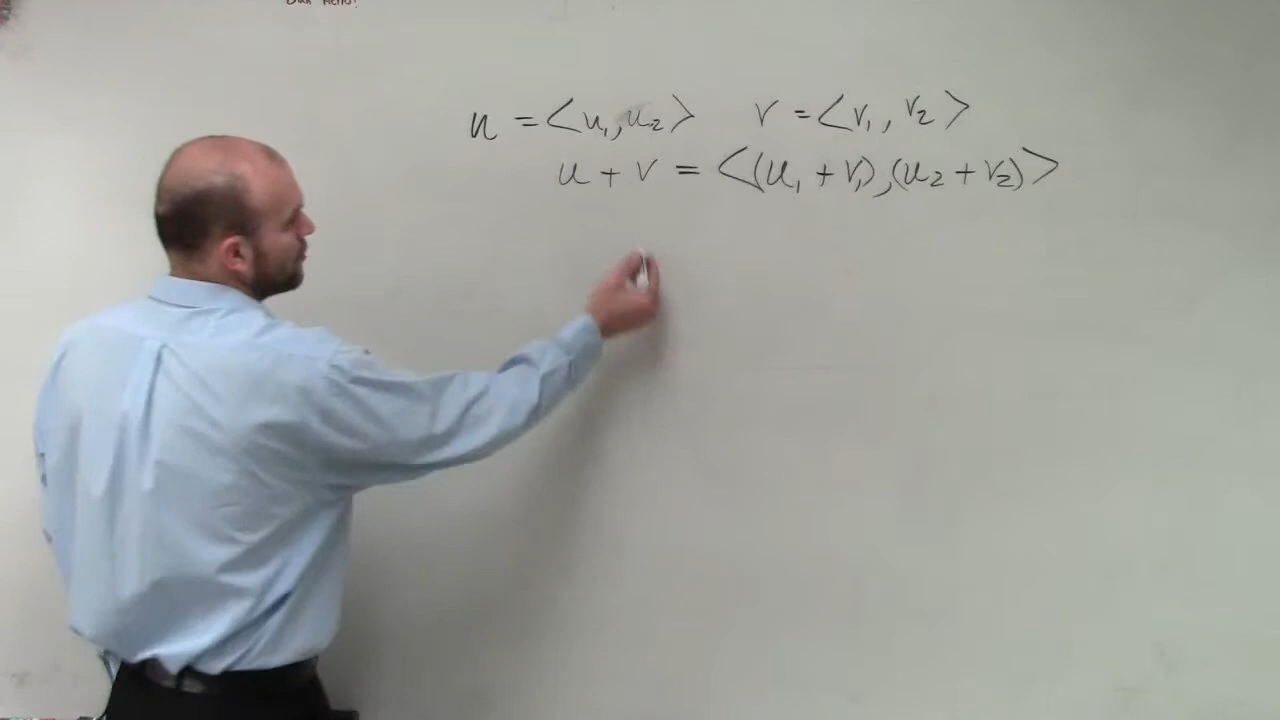 u = <u₁, u₂> v = <v₁, v₂>
u + v = <(u₁ + v₁), (u₂ + v₂)>